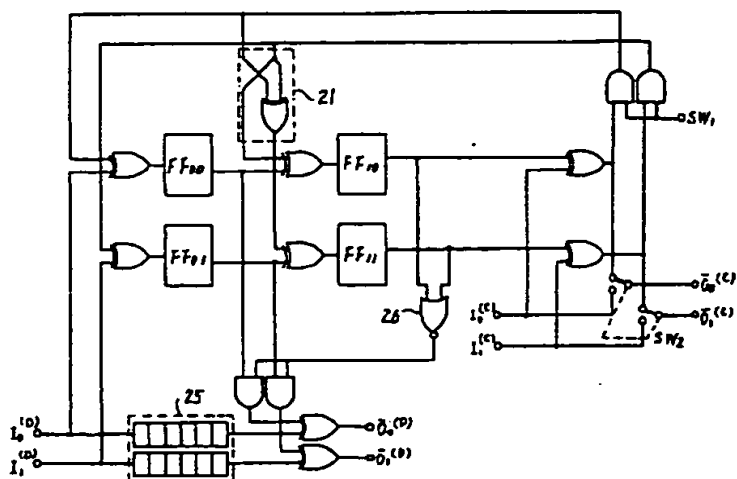 21
SW₁
FF₀₀
FF₁₀
FF₀₁
FF₁₁
26
I₀⁽ᶜ⁾
I₁⁽ᶜ⁾
Ō₀⁽ᶜ⁾
Ō₁⁽ᶜ⁾
SW₂
25
I₀⁽ᴰ⁾
I₁⁽ᴰ⁾
Ō₀⁽ᴰ⁾
Ō₁⁽ᴰ⁾